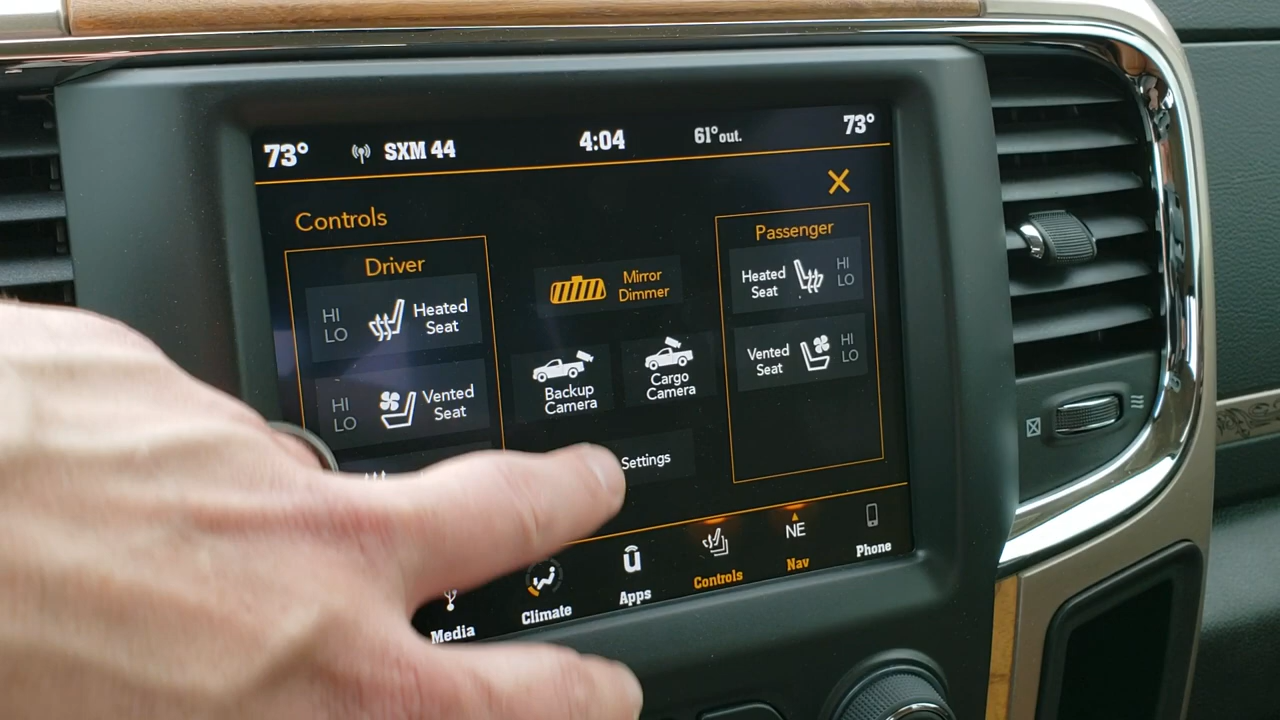 73° SXM 44 4:04 61° out. 73°
Controls
Driver
HI
LO
Heated
Seat
HI
LO
Vented
Seat
Mirror
Dimmer
Backup
Camera
Cargo
Camera
Settings
Passenger
Heated
Seat
HI
LO
Vented
Seat
HI
LO
Media
Climate
Apps
Controls
NE
Nav
Phone